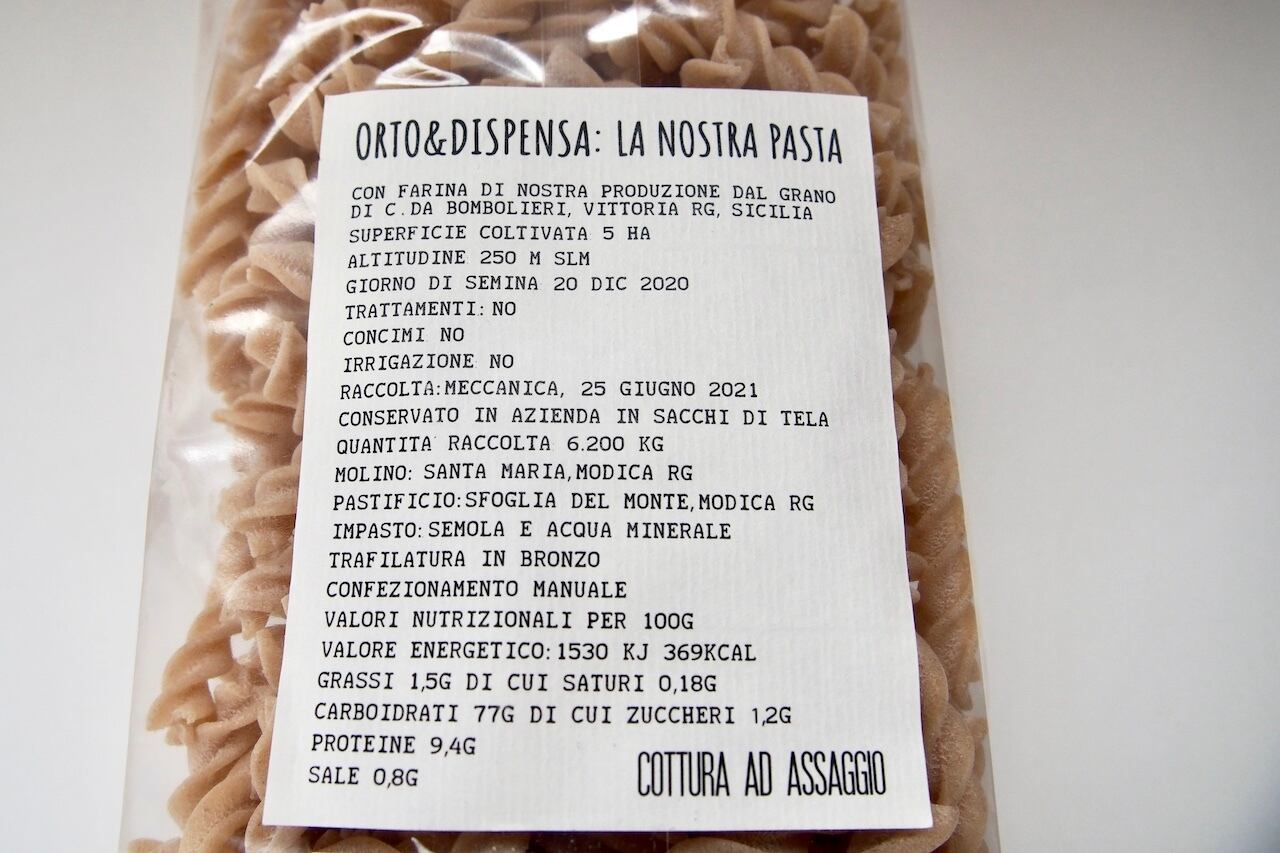 ORTO&DISPENSA: LA NOSTRA PASTA
CON FARINA DI NOSTRA PRODUZIONE DAL GRANO
DI C.DA BOMBOLIERI, VITTORIA RG, SICILIA
SUPERFICIE COLTIVATA 5 HA
ALTITUDINE 250 M SLM
GIORNO DI SEMINA 20 DIC 2020
TRATTAMENTI: NO
CONCIMI NO
IRRIGAZIONE NO
RACCOLTA:MECCANICA, 25 GIUGNO 2021
CONSERVATO IN AZIENDA IN SACCHI DI TELA
QUANTITA' RACCOLTA 6.200 KG
MOLINO: SANTA MARIA,MODICA RG
PASTIFICIO:SFOGLIA DEL MONTE,MODICA RG
IMPASTO: SEMOLA E ACQUA MINERALE
TRAFILATURA IN BRONZO
CONFEZIONAMENTO MANUALE
VALORI NUTRIZIONALI PER 100G
VALORE ENERGETICO:1530 KJ 369KCAL
GRASSI 1,5G DI CUI SATURI 0,18G
CARBOIDRATI 77G DI CUI ZUCCHERI 1,2G
PROTEINE 9,4G
SALE 0,8G
COTTURA AD ASSAGGIO